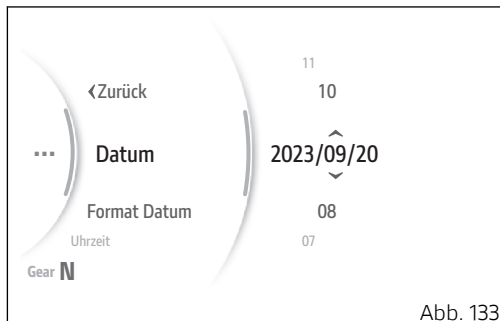 11
‹Zurück
10
... Datum
2023/09/20
Format Datum
08
Uhrzeit
07
Gear N
Abb. 133